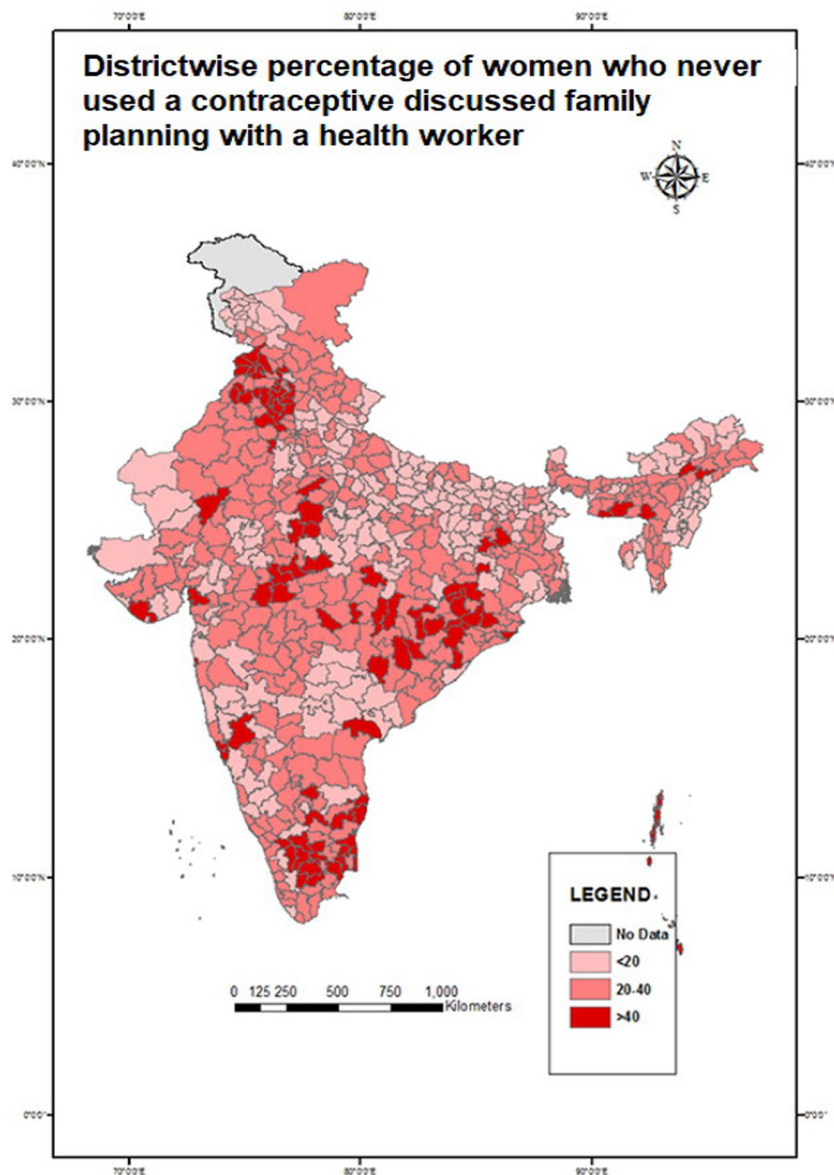 70°0'0"E 80°0'0"E 90°0'0"E
Districtwise percentage of women who never
used a contraceptive discussed family
planning with a health worker
N
W E
S
40°0'0"N 40°0'0"N
30°0'0"N 30°0'0"N
20°0'0"N 20°0'0"N
10°0'0"N 10°0'0"N
LEGEND
No Data
<20
20-40
>40
0 125 250 500 750 1,000
Kilometers
0°0'0" 0°0'0"
70°0'0"E 80°0'0"E 90°0'0"E